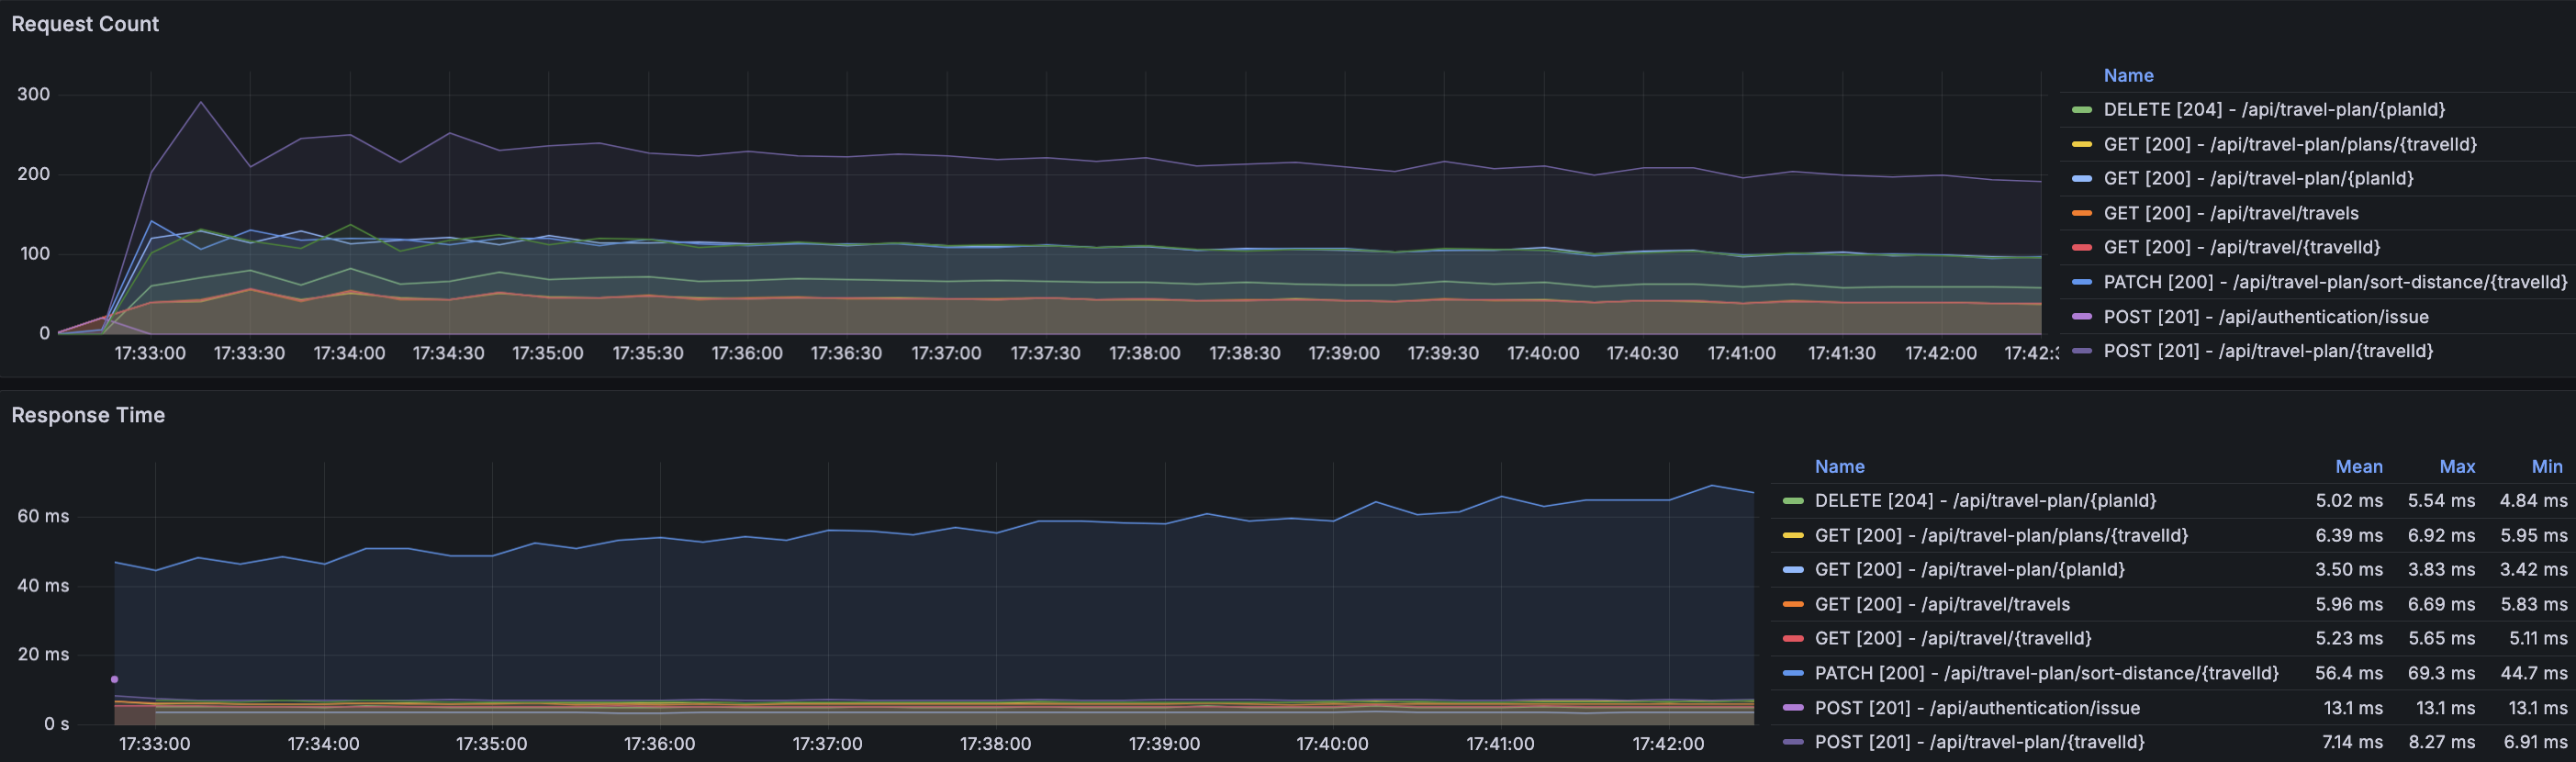 Request Count
300
200
100
0
17:33:00 17:33:30 17:34:00 17:34:30 17:35:00 17:35:30 17:36:00 17:36:30 17:37:00 17:37:30 17:38:00 17:38:30 17:39:00 17:39:30 17:40:00 17:40:30 17:41:00 17:41:30 17:42:00 17:42:
Name
DELETE [204] - /api/travel-plan/{planId}
GET [200] - /api/travel-plan/plans/{travelId}
GET [200] - /api/travel-plan/{planId}
GET [200] - /api/travel/travels
GET [200] - /api/travel/{travelId}
PATCH [200] - /api/travel-plan/sort-distance/{travelId}
POST [201] - /api/authentication/issue
POST [201] - /api/travel-plan/{travelId}
Response Time
60 ms
40 ms
20 ms
0 s
17:33:00 17:34:00 17:35:00 17:36:00 17:37:00 17:38:00 17:39:00 17:40:00 17:41:00 17:42:00
Name Mean Max Min
DELETE [204] - /api/travel-plan/{planId} 5.02 ms 5.54 ms 4.84 ms
GET [200] - /api/travel-plan/plans/{travelId} 6.39 ms 6.92 ms 5.95 ms
GET [200] - /api/travel-plan/{planId} 3.50 ms 3.83 ms 3.42 ms
GET [200] - /api/travel/travels 5.96 ms 6.69 ms 5.83 ms
GET [200] - /api/travel/{travelId} 5.23 ms 5.65 ms 5.11 ms
PATCH [200] - /api/travel-plan/sort-distance/{travelId} 56.4 ms 69.3 ms 44.7 ms
POST [201] - /api/authentication/issue 13.1 ms 13.1 ms 13.1 ms
POST [201] - /api/travel-plan/{travelId} 7.14 ms 8.27 ms 6.91 ms